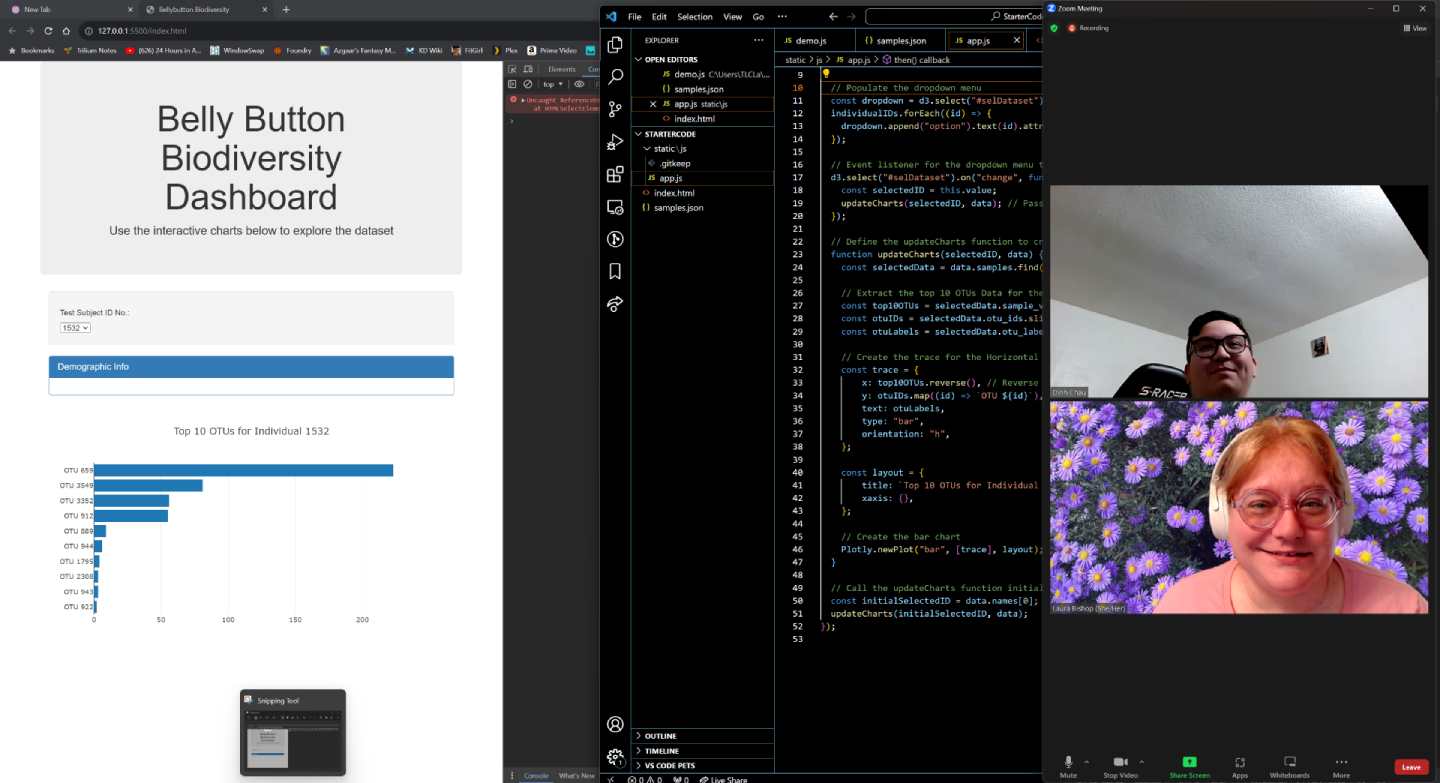 New Tab
Bellybutton Biodiversity
127.0.0.1:5500/index.html
Bookmarks
Trilium Notes
(626) 24 Hours in A...
WindowSwap
Foundry
Azgaar's Fantasy M...
KD Wiki
FitGirl
Plex
Prime Video
Belly Button
Biodiversity
Dashboard
Use the interactive charts below to explore the dataset
Test Subject ID No.:
1532
Demographic Info
Top 10 OTUs for Individual 1532
OTU 659
OTU 3549
OTU 3352
OTU 912
OTU 889
OTU 944
OTU 1795
OTU 2308
OTU 943
OTU 922
0 50 100 150 200
Snipping Tool
Elements
Co
top
Uncaught ReferenceEr
at HTMLSelectEleme
Console
What's New
File Edit Selection View Go ...
StarterCode
EXPLORER
OPEN EDITORS
JS demo.js C:\Users\TLCLa\...
{ } samples.json
JS app.js static\js
<> index.html
STARTERCODE
static\js
.gitkeep
JS app.js
<> index.html
{ } samples.json
OUTLINE
TIMELINE
VS CODE PETS
0 0 0
Live Share
JS demo.js
{ } samples.json
JS app.js
static > js > JS app.js > then() callback
9
10 // Populate the dropdown menu
11 const dropdown = d3.select("#selDataset")
12 individualIDs.forEach((id) => {
13 dropdown.append("option").text(id).attr
14 });
15
16 // Event listener for the dropdown menu t
17 d3.select("#selDataset").on("change", fun
18 const selectedID = this.value;
19 updateCharts(selectedID, data); // Pas
20 });
21
22 // Define the updateCharts function to cr
23 function updateCharts(selectedID, data) {
24 const selectedData = data.samples.find(
25
26 // Extract the top 10 OTUs Data for the
27 const top10OTUs = selectedData.sample_v
28 const otuIDs = selectedData.otu_ids.sli
29 const otuLabels = selectedData.otu_labe
30
31 // Create the trace for the Horizontal
32 const trace = {
33 x: top10OTUs.reverse(), // Reverse
34 y: otuIDs.map((id) => `OTU ${id}`),
35 text: otuLabels,
36 type: "bar",
37 orientation: "h",
38 };
39
40 const layout = {
41 title: `Top 10 OTUs for Individual
42 xaxis: {},
43 };
44
45 // Create the bar chart
46 Plotly.newPlot("bar", [trace], layout);
47 }
48
49 // Call the updateCharts function initial
50 const initialSelectedID = data.names[0];
51 updateCharts(initialSelectedID, data);
52 });
53
Zoom Meeting
Recording
View
S-RACER
Dinh Chau
Laura Bishop (She/Her)
Mute
Stop Video
Share Screen
Apps
Whiteboards
More
Leave